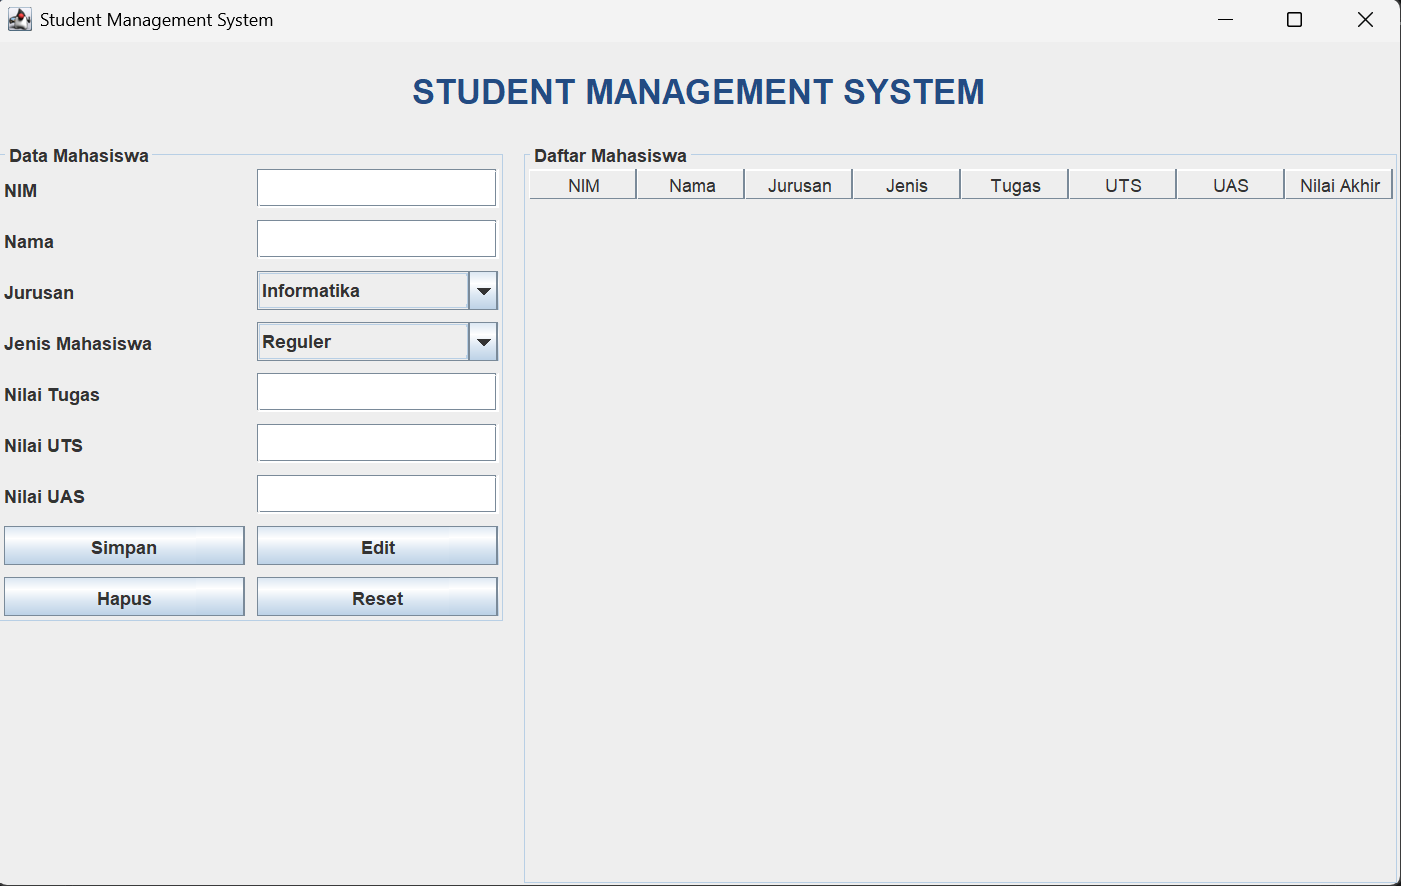 Student Management System
STUDENT MANAGEMENT SYSTEM
Data Mahasiswa
NIM
Nama
Jurusan Informatika
Jenis Mahasiswa Reguler
Nilai Tugas
Nilai UTS
Nilai UAS
Simpan Edit
Hapus Reset
Daftar Mahasiswa
NIM Nama Jurusan Jenis Tugas UTS UAS Nilai Akhir